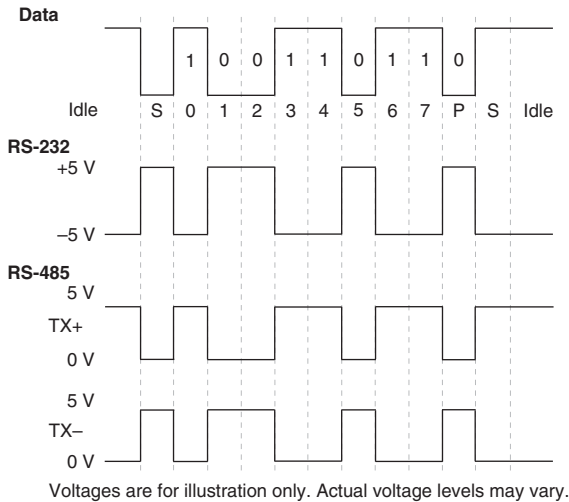 Data
1 0 0 1 1 0 1 1 0
Idle S 0 1 2 3 4 5 6 7 P S Idle
RS-232
+5 V
–5 V
RS-485
5 V
TX+
0 V
5 V
TX–
0 V
Voltages are for illustration only. Actual voltage levels may vary.